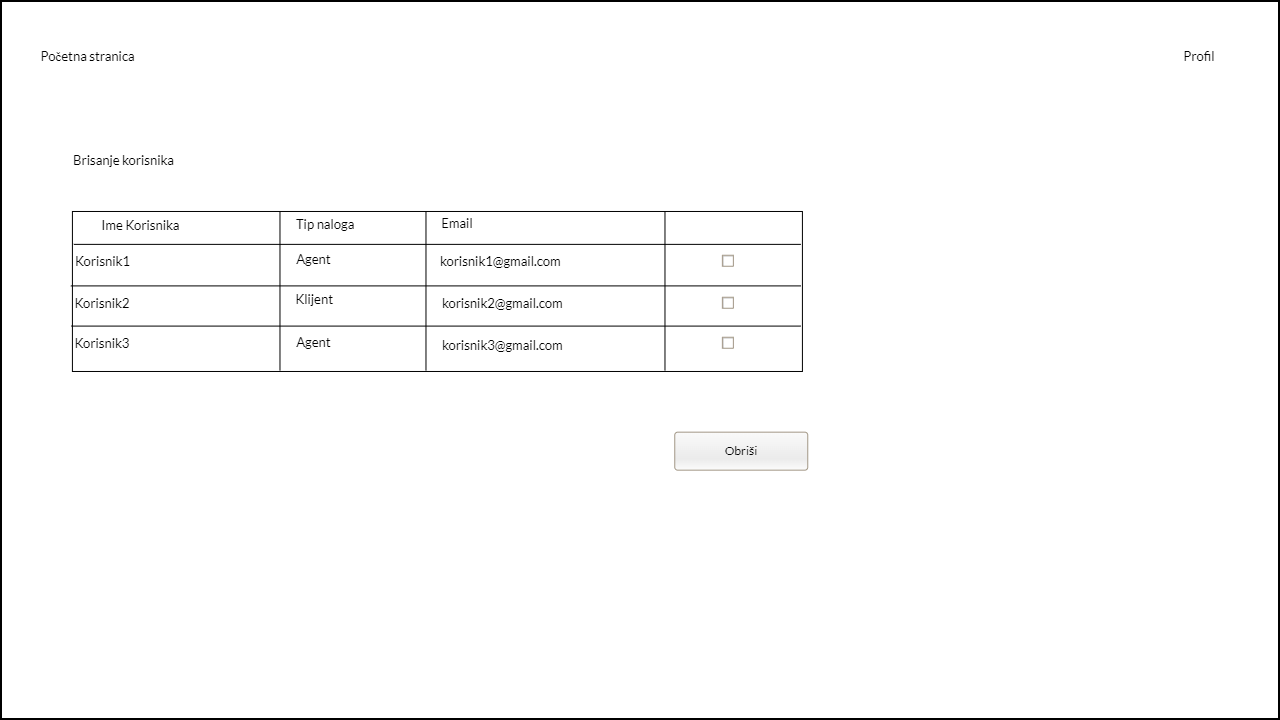 Početna stranica Profil
Brisanje korisnika
Ime Korisnika Tip naloga Email
Korisnik1 Agent korisnik1@gmail.com
Korisnik2 Klijent korisnik2@gmail.com
Korisnik3 Agent korisnik3@gmail.com
Obriši